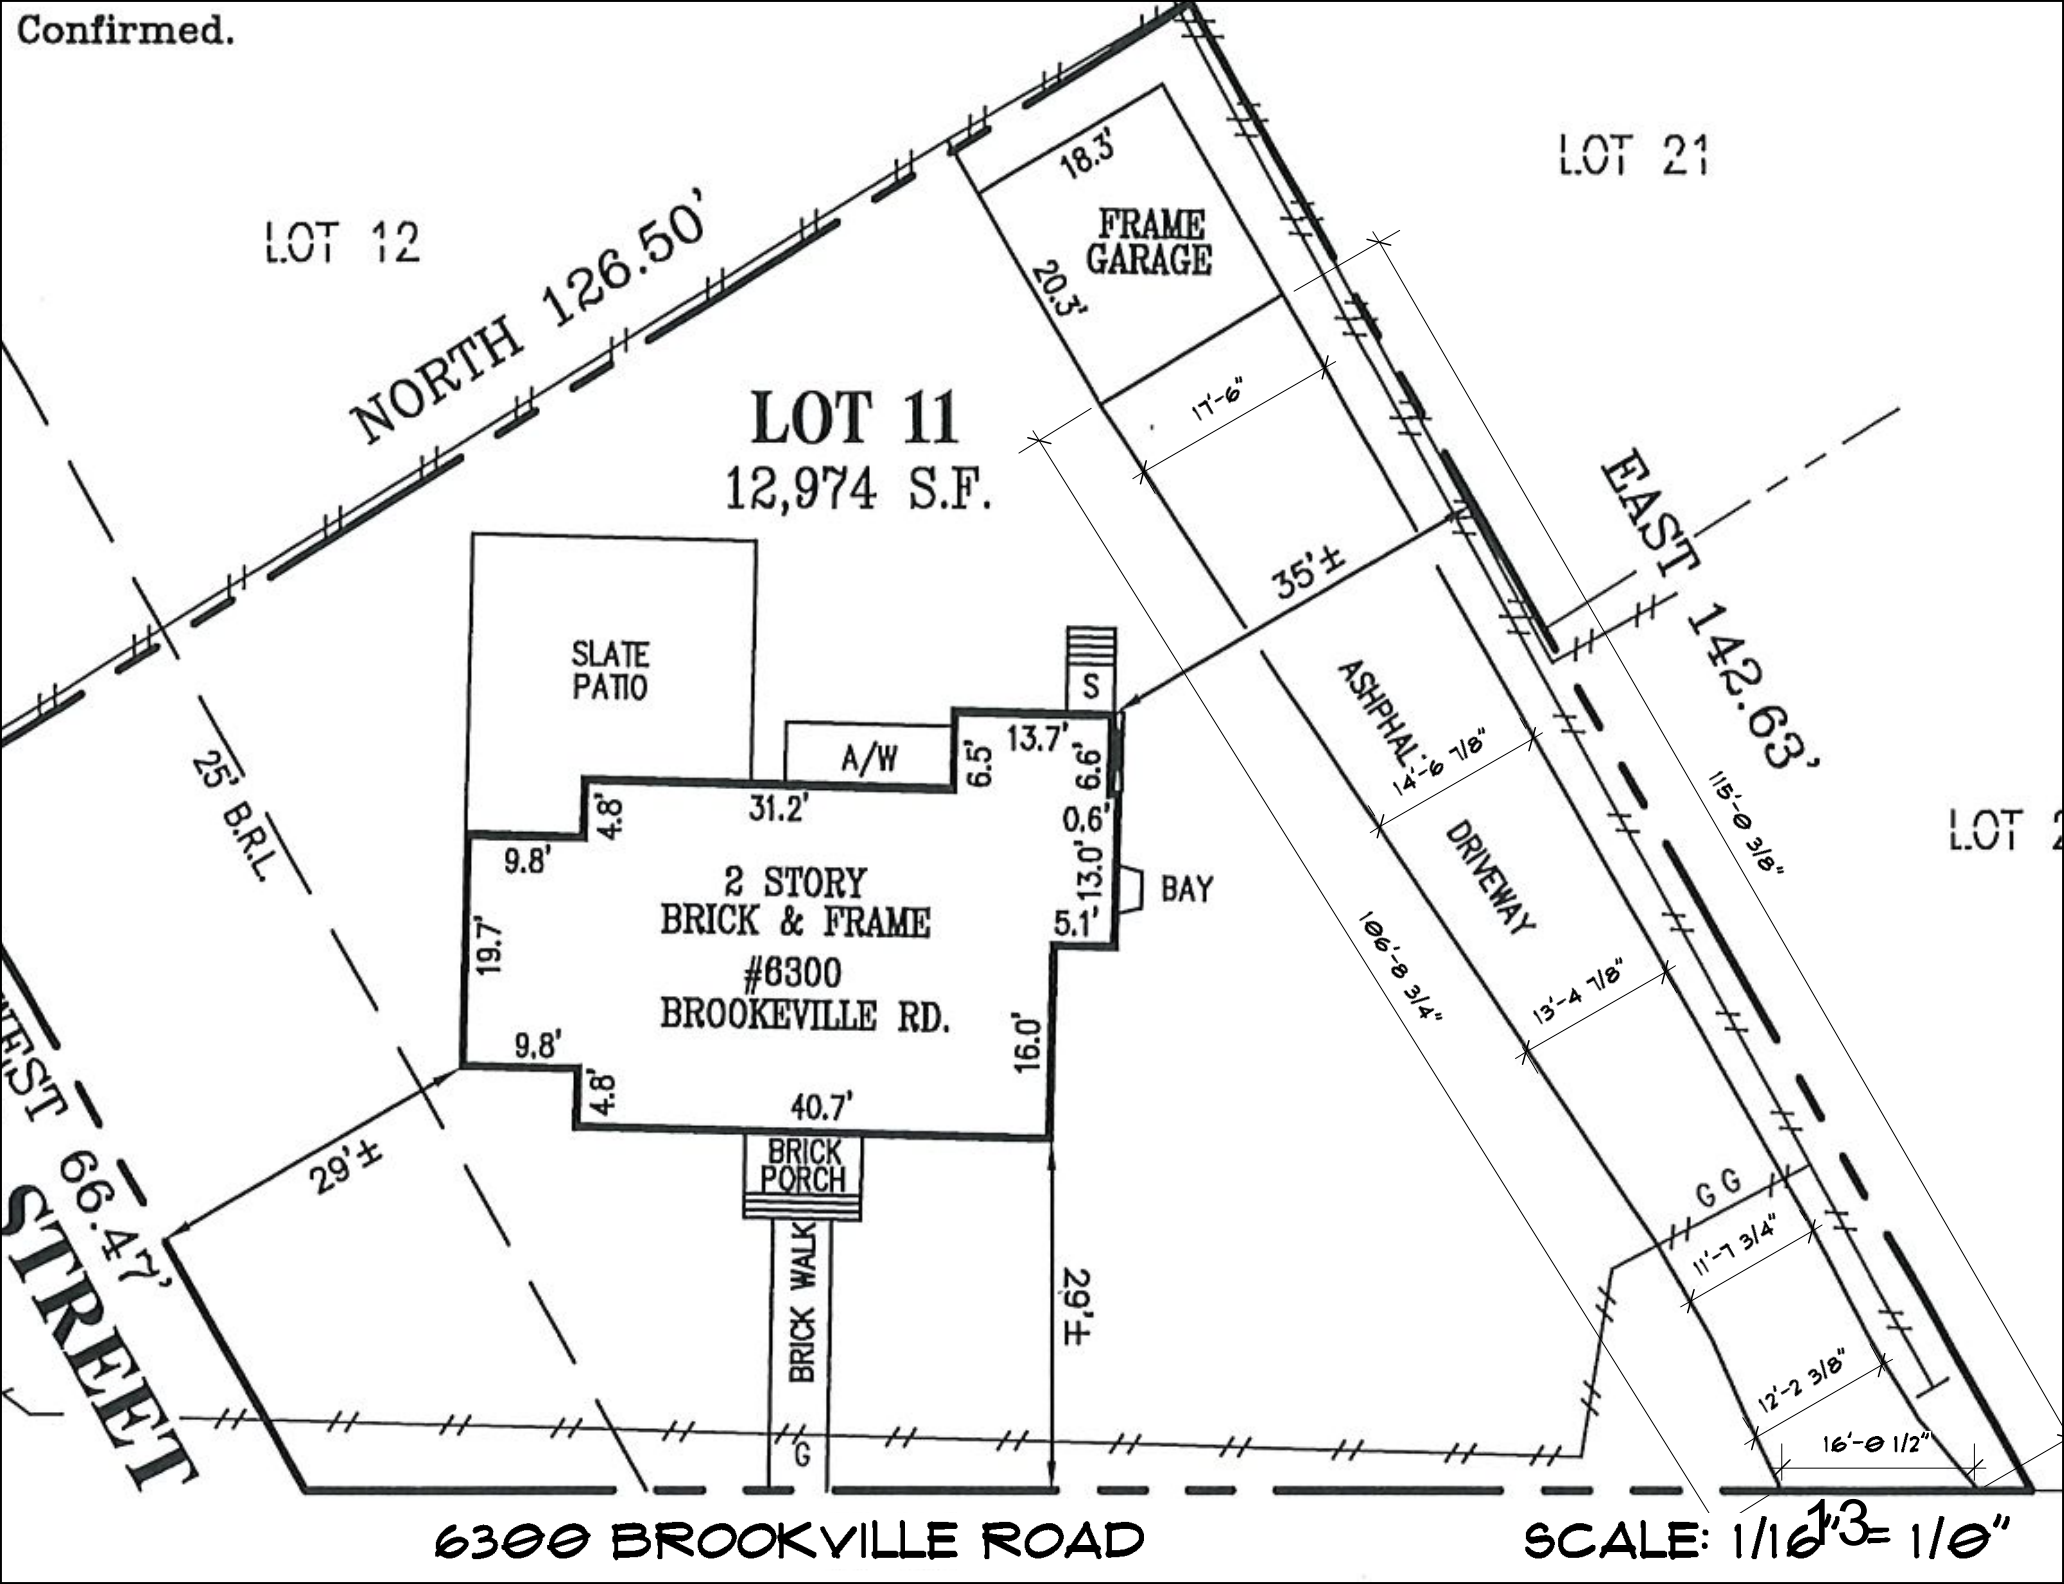 Confirmed.
LOT 21
LOT 12
NORTH 126.50'
18.3'
FRAME
GARAGE
20.3'
17'-6"
LOT 11
12,974 S.F.
EAST 142.63'
35'±
SLATE
PATIO
S
ASHPHAL
14'-6 7/8"
115'-0 3/8"
A/W
13.7'
6.5'
6.6'
25' B.R.L.
31.2'
4.8'
0.6'
LOT 2
9.8'
13.0'
2 STORY
BRICK & FRAME
#6300
BROOKEVILLE RD.
BAY
5.1'
DRIVEWAY
19.7'
106'-8 3/4"
13'-4 7/8"
16.0'
9.8'
4.8'
40.7'
WEST 66.47'
29'±
BRICK
PORCH
G G
11'-7 3/4"
STREET
BRICK WALK
29'±
12'-2 3/8"
G
16'-0 1/2"
6300 BROOKVILLE ROAD
SCALE: 1/16" = 1/0"
13